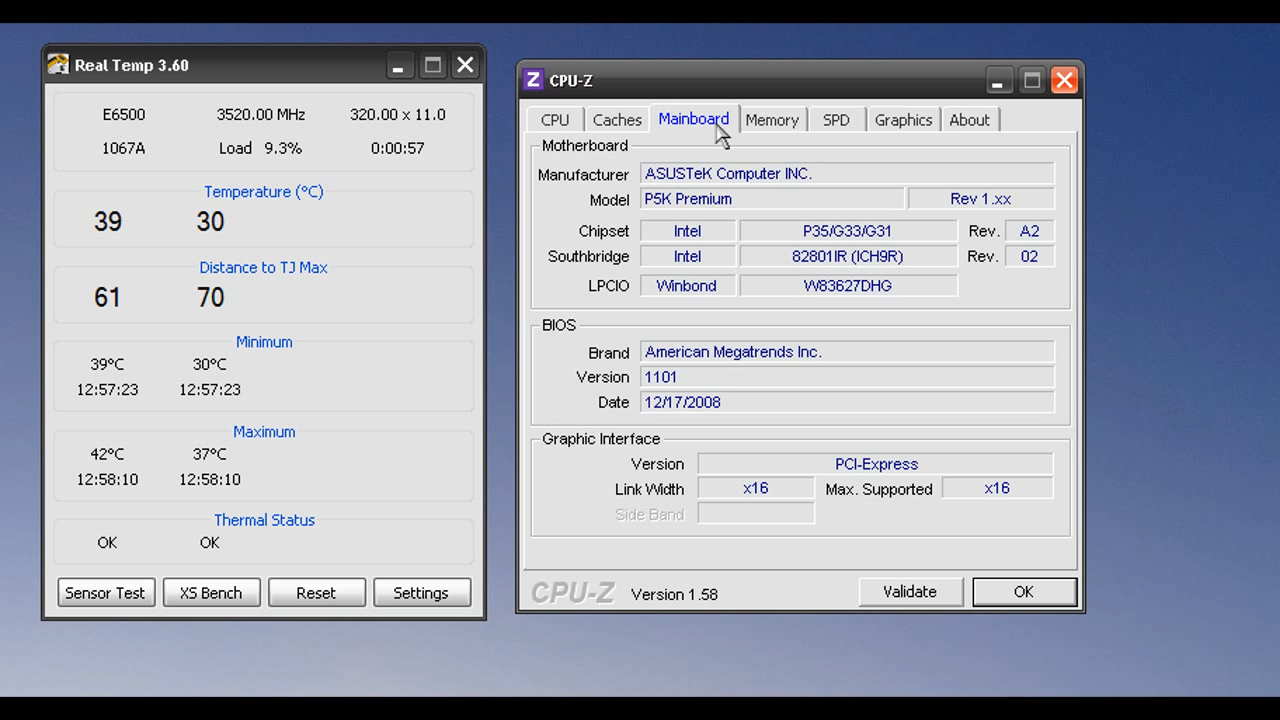 Real Temp 3.60
E6500 3520.00 MHz 320.00 x 11.0
1067A Load 9.3% 0:00:57
Temperature (°C)
39 30
Distance to TJ Max
61 70
Minimum
39°C 30°C
12:57:23 12:57:23
Maximum
42°C 37°C
12:58:10 12:58:10
Thermal Status
OK OK
Sensor Test XS Bench Reset Settings
Z CPU-Z
CPU Caches Mainboard Memory SPD Graphics About
Motherboard
Manufacturer ASUSTeK Computer INC.
Model P5K Premium Rev 1.xx
Chipset Intel P35/G33/G31 Rev. A2
Southbridge Intel 82801IR (ICH9R) Rev. 02
LPCIO Winbond W83627DHG
BIOS
Brand American Megatrends Inc.
Version 1101
Date 12/17/2008
Graphic Interface
Version PCI-Express
Link Width x16 Max. Supported x16
Side Band
CPU-Z Version 1.58 Validate OK